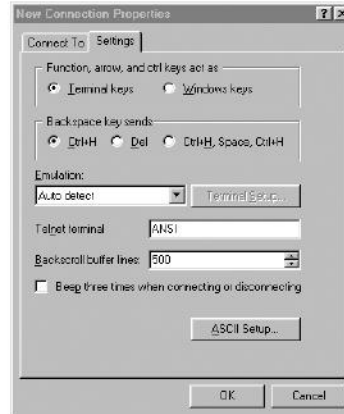 New Connection Properties
Connect To Settings
Function, arrow, and ctrl keys act as
Terminal keys Windows keys
Backspace key sends
Ctrl+H Del Ctrl+H, Space, Ctrl+H
Emulation:
Auto detect Terminal Setup...
Telnet terminal ANSI
Backscroll buffer lines: 500
Beep three times when connecting or disconnecting
ASCII Setup...
OK Cancel